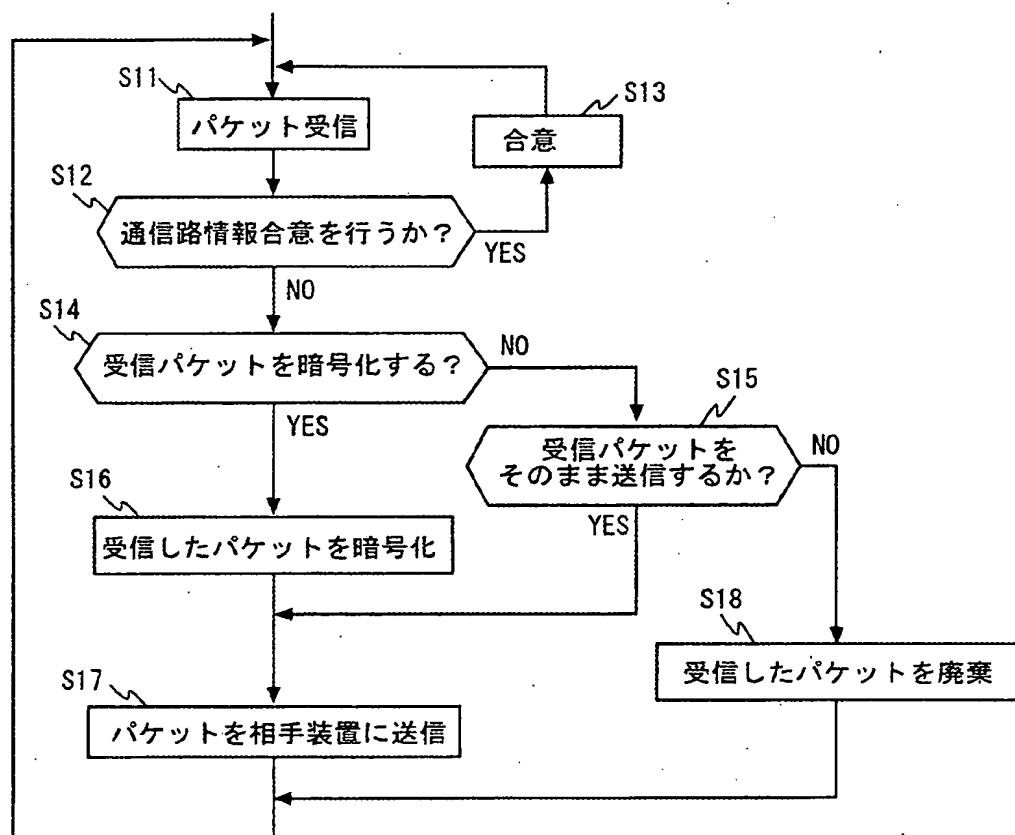 S11
パケット受信
S13
合意
S12
通信路情報合意を行うか?
YES
NO
S14
受信パケットを暗号化する?
NO
YES
S15
受信パケットを
そのまま送信するか?
NO
YES
S16
受信したパケットを暗号化
S18
受信したパケットを廃棄
S17
パケットを相手装置に送信